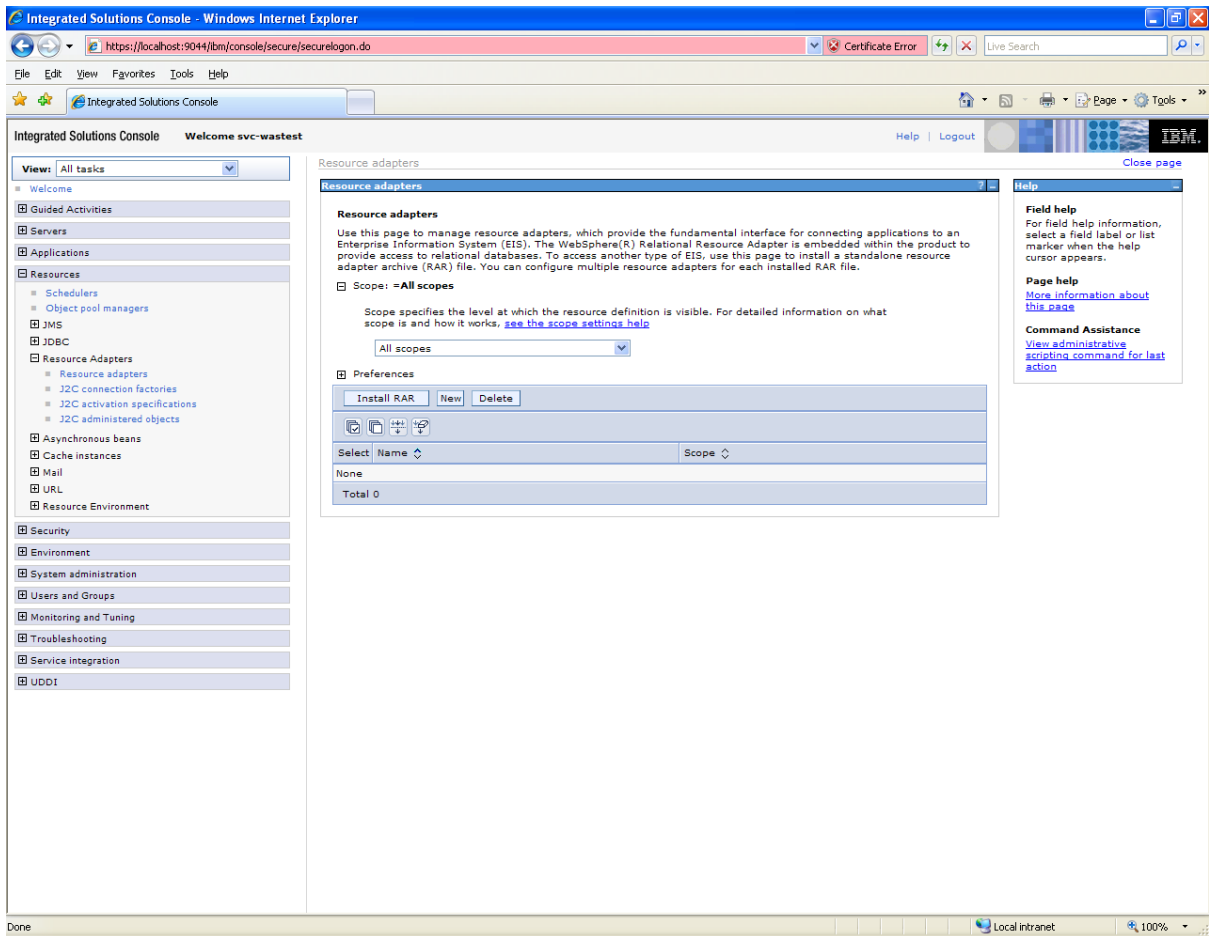 Integrated Solutions Console - Windows Internet Explorer
https://localhost:9044/ibm/console/secure/securelogon.do
Certificate Error
Live Search
File Edit View Favorites Tools Help
Integrated Solutions Console
Page Tools »
Integrated Solutions Console Welcome svc-wastest
Help | Logout
IBM.
View: All tasks
Welcome
Guided Activities
Servers
Applications
Resources
Schedulers
Object pool managers
JMS
JDBC
Resource Adapters
Resource adapters
J2C connection factories
J2C activation specifications
J2C administered objects
Asynchronous beans
Cache instances
Mail
URL
Resource Environment
Security
Environment
System administration
Users and Groups
Monitoring and Tuning
Troubleshooting
Service integration
UDDI
Resource adapters
Close page
Resource adapters ? _
Resource adapters
Use this page to manage resource adapters, which provide the fundamental interface for connecting applications to an
Enterprise Information System (EIS). The WebSphere(R) Relational Resource Adapter is embedded within the product to
provide access to relational databases. To access another type of EIS, use this page to install a standalone resource
adapter archive (RAR) file. You can configure multiple resource adapters for each installed RAR file.
Scope: =All scopes
Scope specifies the level at which the resource definition is visible. For detailed information on what
scope is and how it works, see the scope settings help
All scopes
Preferences
Install RAR New Delete
Select Name Scope
None
Total 0
Help
Field help
For field help information,
select a field label or list
marker when the help
cursor appears.
Page help
More information about
this page
Command Assistance
View administrative
scripting command for last
action
Done
Local intranet
100%